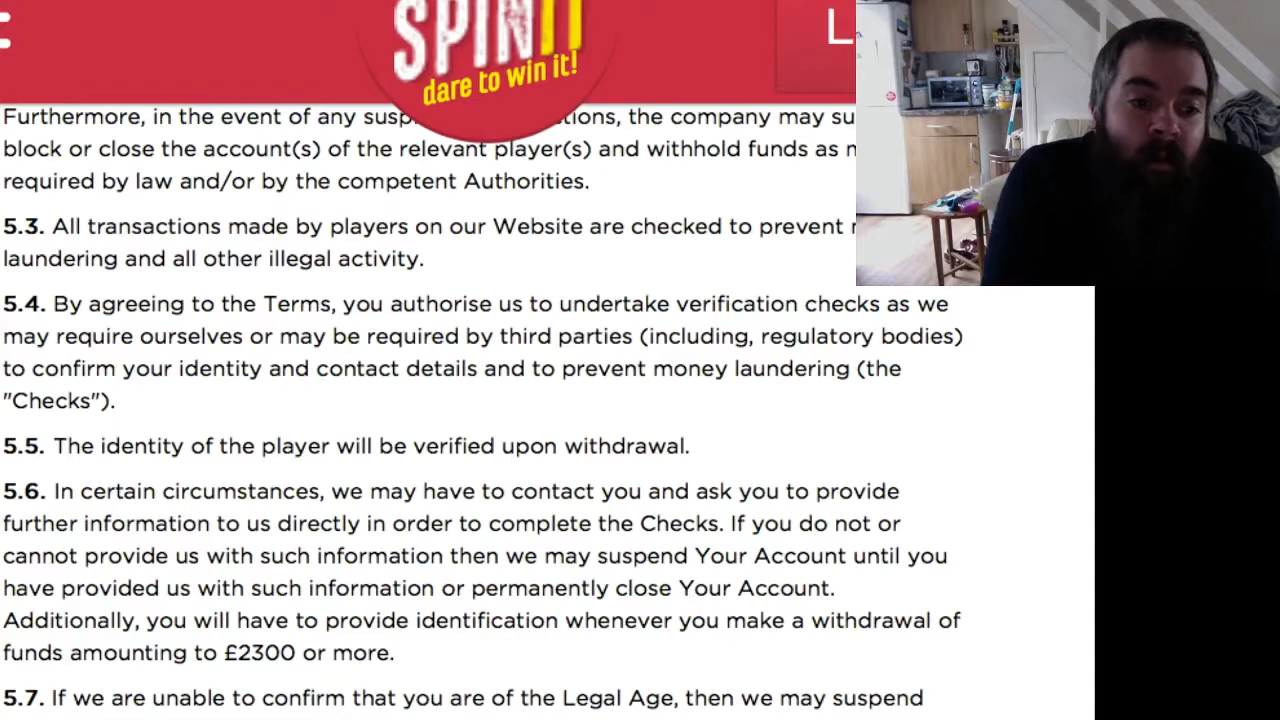 SPINIT
dare to win it!
L
Furthermore, in the event of any the company may
block or close the account(s) of the relevant player(s) and withhold funds as
required by law and/or by the competent Authorities.
5.3. All transactions made by players on our Website are checked to prevent
laundering and all other illegal activity.
5.4. By agreeing to the Terms, you authorise us to undertake verification checks as we
may require ourselves or may be required by third parties (including, regulatory bodies)
to confirm your identity and contact details and to prevent money laundering (the
"Checks").
5.5. The identity of the player will be verified upon withdrawal.
5.6. In certain circumstances, we may have to contact you and ask you to provide
further information to us directly in order to complete the Checks. If you do not or
cannot provide us with such information then we may suspend Your Account until you
have provided us with such information or permanently close Your Account.
Additionally, you will have to provide identification whenever you make a withdrawal of
funds amounting to £2300 or more.
5.7. If we are unable to confirm that you are of the Legal Age, then we may suspend